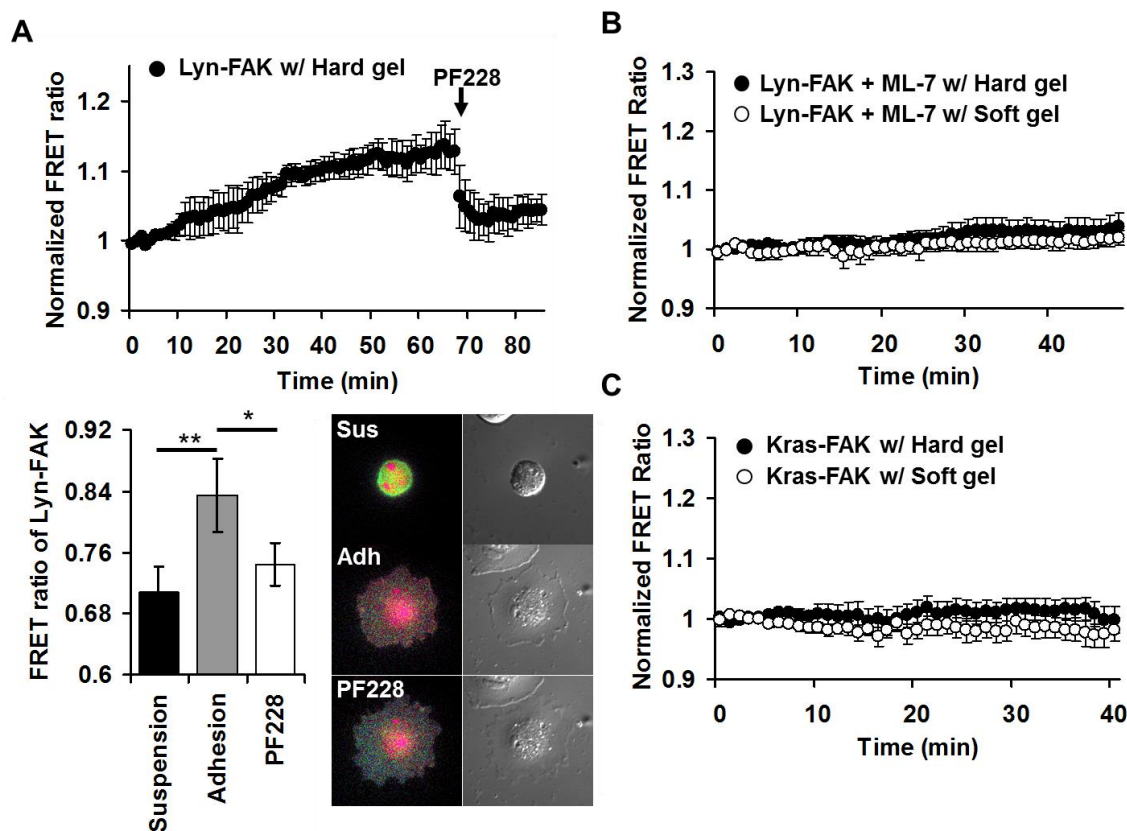 A
Lyn-FAK w/ Hard gel
PF228
Normalized FRET ratio
1.2
1.1
1
0.9
0 10 20 30 40 50 60 70 80
Time (min)
FRET ratio of Lyn-FAK
0.92
0.84
0.76
0.68
0.6
**
*
Suspension
Adhesion
PF228
Sus
Adh
PF228
B
Lyn-FAK + ML-7 w/ Hard gel
Lyn-FAK + ML-7 w/ Soft gel
Normalized FRET Ratio
1.3
1.2
1.1
1
0.9
0 10 20 30 40
Time (min)
C
Kras-FAK w/ Hard gel
Kras-FAK w/ Soft gel
Normalized FRET Ratio
1.3
1.2
1.1
1
0.9
0 10 20 30 40
Time (min)